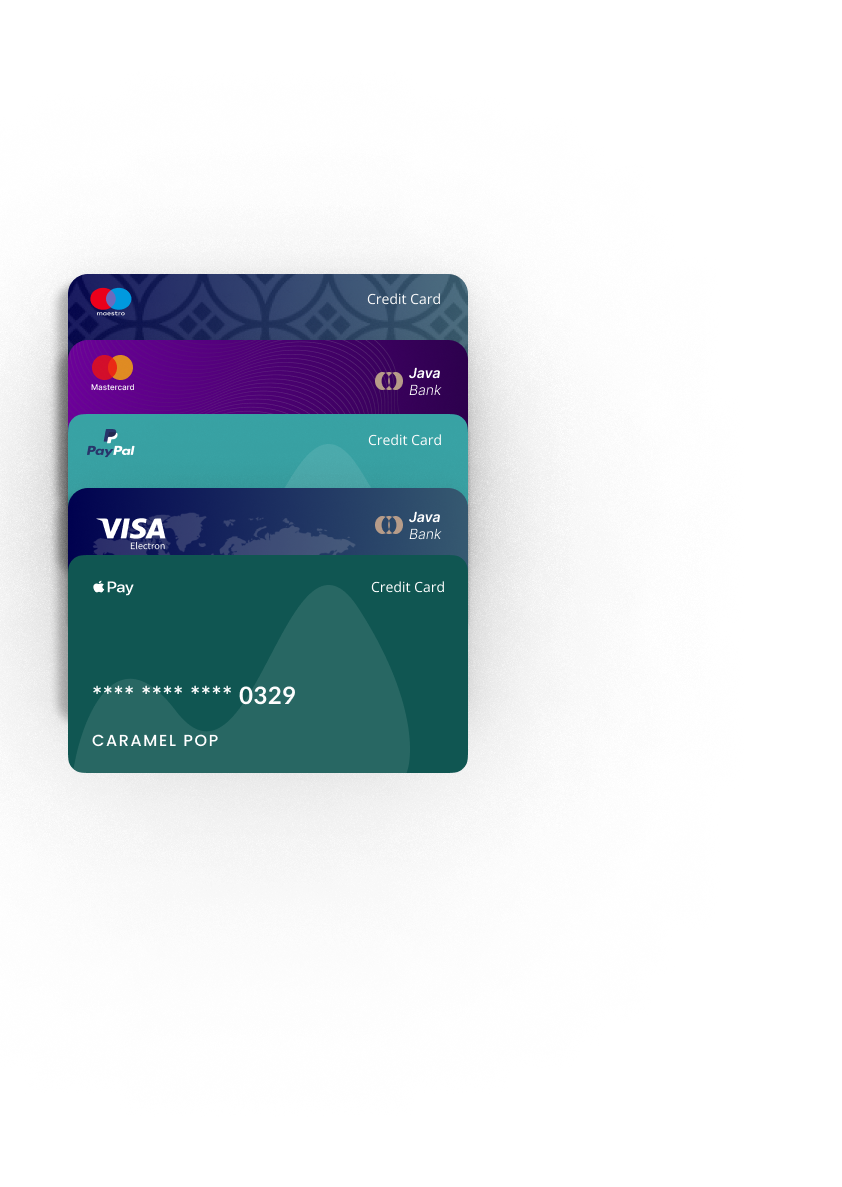 maestro
Credit Card
Mastercard
Java
Bank
PayPal
Credit Card
VISA
Electron
Java
Bank
Pay
Credit Card
**** **** **** 0329
CARAMEL POP